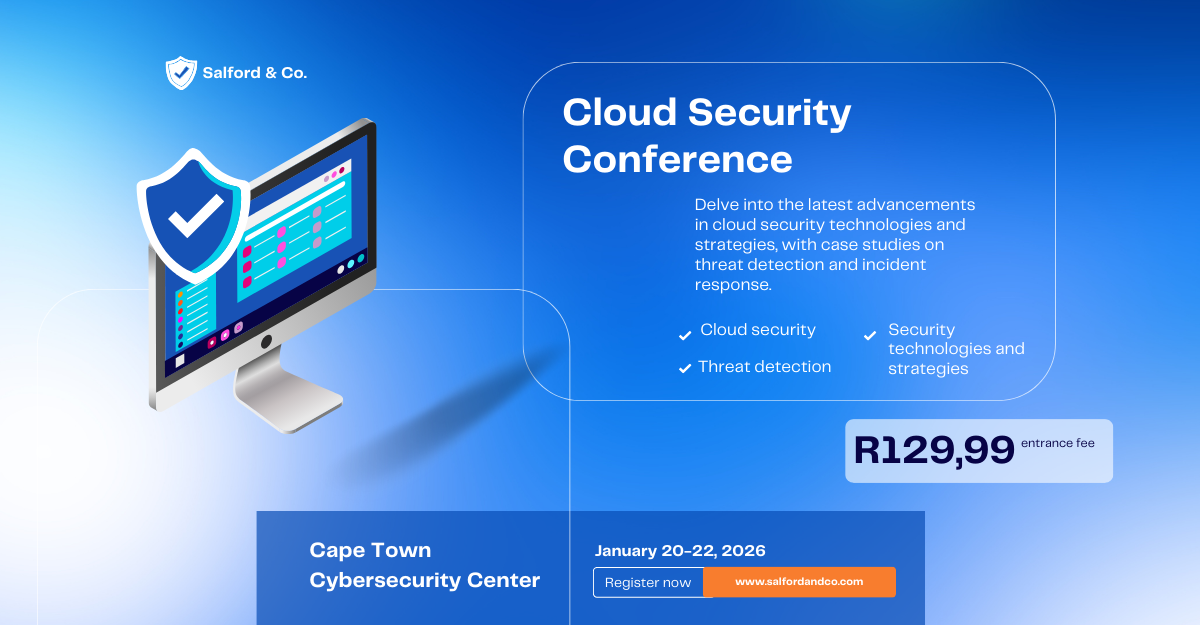 Salford & Co.
Cloud Security
Conference
Delve into the latest advancements
in cloud security technologies and
strategies, with case studies on
threat detection and incident
response.
Cloud security
Threat detection
Security
technologies and
strategies
R129,99 entrance fee
Cape Town
Cybersecurity Center
January 20-22, 2026
Register now www.salfordandco.com